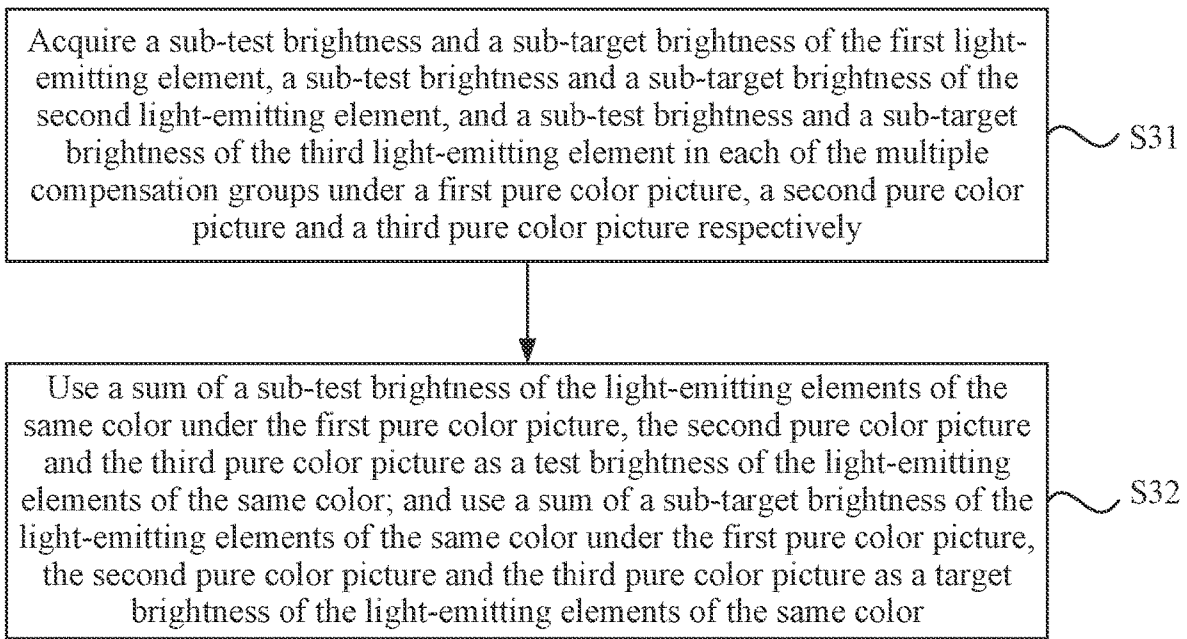 Acquire a sub-test brightness and a sub-target brightness of the first light-
emitting element, a sub-test brightness and a sub-target brightness of the
second light-emitting element, and a sub-test brightness and a sub-target
brightness of the third light-emitting element in each of the multiple
compensation groups under a first pure color picture, a second pure color
picture and a third pure color picture respectively
S31
Use a sum of a sub-test brightness of the light-emitting elements of the
same color under the first pure color picture, the second pure color picture
and the third pure color picture as a test brightness of the light-emitting
elements of the same color; and use a sum of a sub-target brightness of the
light-emitting elements of the same color under the first pure color picture,
the second pure color picture and the third pure color picture as a target
brightness of the light-emitting elements of the same color
S32